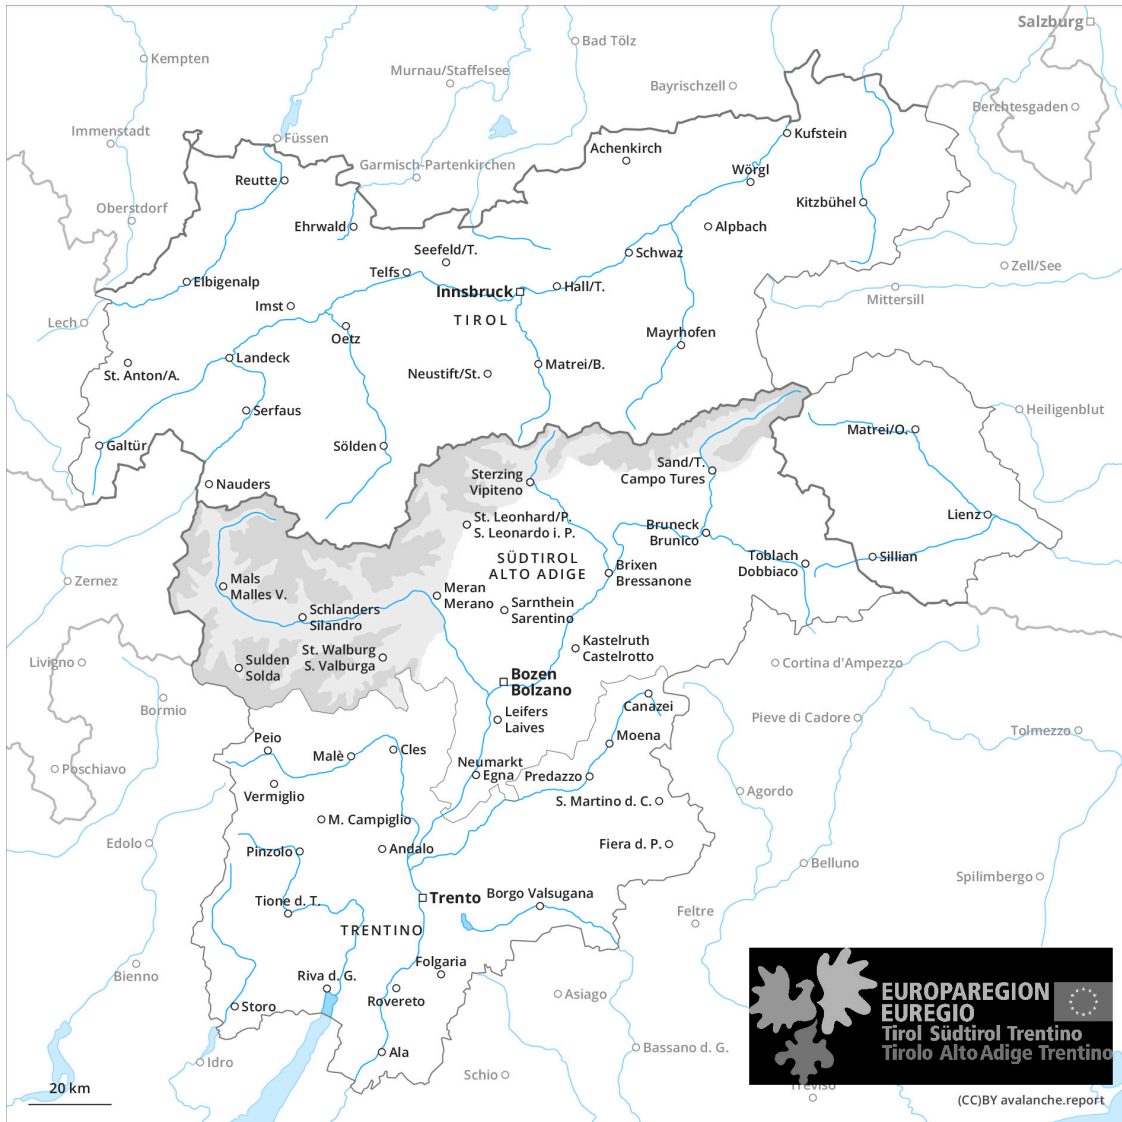 Salzburg
Bad Tölz
Kempten
Murnau/Staffelsee
Bayrischzell
Berchtesgaden
Immenstadt
Füssen
Kufstein
Achenkirch
Garmisch-Partenkirchen
Wörgl
Reutte
Kitzbühel
Oberstdorf
Ehrwald
Alpbach
Seefeld/T.
Schwaz
Zell/See
Telfs
Elbigenalp
Hall/T.
Innsbruck
Mittersill
Imst
Lech
TIROL
Oetz
Mayrhofen
Landeck
Matrei/B.
St. Anton/A.
Neustift/St.
Serfaus
Heiligenblut
Matrei/O.
Galtür
Sölden
Sterzing
Vipiteno
Sand/T.
Campo Tures
Nauders
St. Leonhard/P.
S. Leonardo i. P.
Lienz
Bruneck
Brunico
SÜDTIROL
ALTO ADIGE
Toblach
Dobbiaco
Sillian
Brixen
Bressanone
Zernez
Mals
Malles V.
Meran
Merano
Sarnthein
Sarentino
Schlanders
Silandro
Kastelruth
Castelrotto
St. Walburg
S. Valburga
Livigno
Sulden
Solda
Cortina d'Ampezzo
Bozen
Bolzano
Canazei
Bormio
Leifers
Laives
Pieve di Cadore
Tolmezzo
Peio
Moena
Malè
Cles
Neumarkt
Egna
Predazzo
Poschiavo
Vermiglio
Agordo
S. Martino d. C.
M. Campiglio
Edolo
Pinzolo
Andalo
Fiera d. P.
Belluno
Spilimbergo
Tione d. T.
Trento
Borgo Valsugana
Feltre
TRENTINO
Bienno
Riva d. G.
Folgaria
Rovereto
Asiago
Storo
EUROPAREGION
EUREGIO
Tirol Südtirol Trentino
Tirolo Alto Adige Trentino
Idro
Ala
Bassano d. G.
Schio
Treviso
20 km
(CC)BY avalanche.report